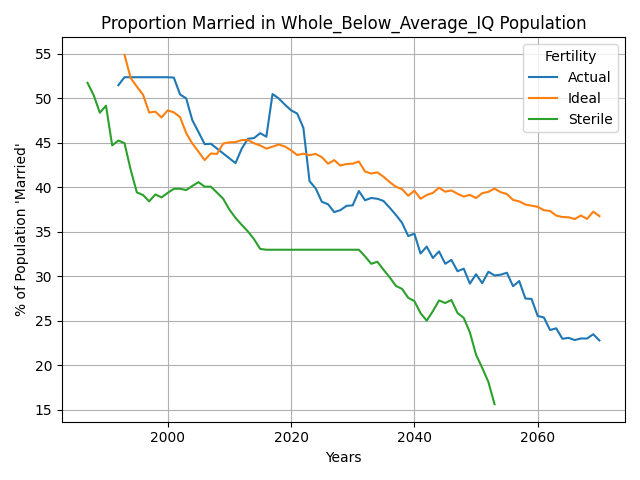 Proportion Married in Whole_Below_Average_IQ Population
% of Population 'Married'
55
50
45
40
35
30
25
20
15
Fertility
Actual
Ideal
Sterile
2000
2020
2040
2060
Years